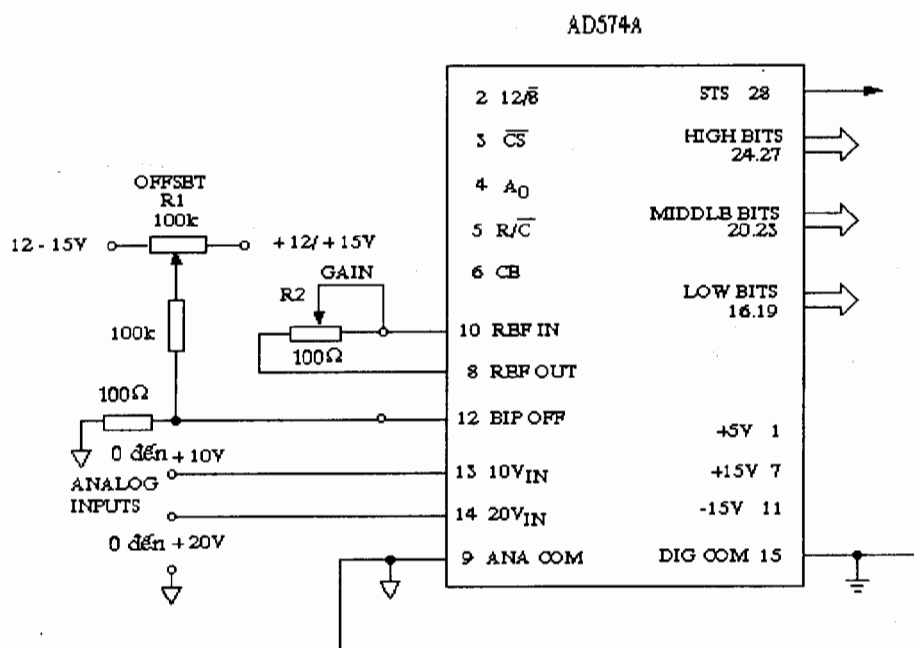 AD574A
2 12/8̅
STS 28
3 C̅S̅
HIGH BITS
24.27
4 A0
OFFSET
R1
100k
MIDDLE BITS
20.23
5 R/C̅
12 - 15V
+12/ +15V
6 CB
GAIN
R2
LOW BITS
16.19
100k
10 REF IN
100Ω
8 REF OUT
100Ω
12 BIP OFF
+5V 1
0 đến +10V
13 10VIN
+15V 7
ANALOG
INPUTS
14 20VIN
-15V 11
0 đến +20V
9 ANA COM
DIG COM 15